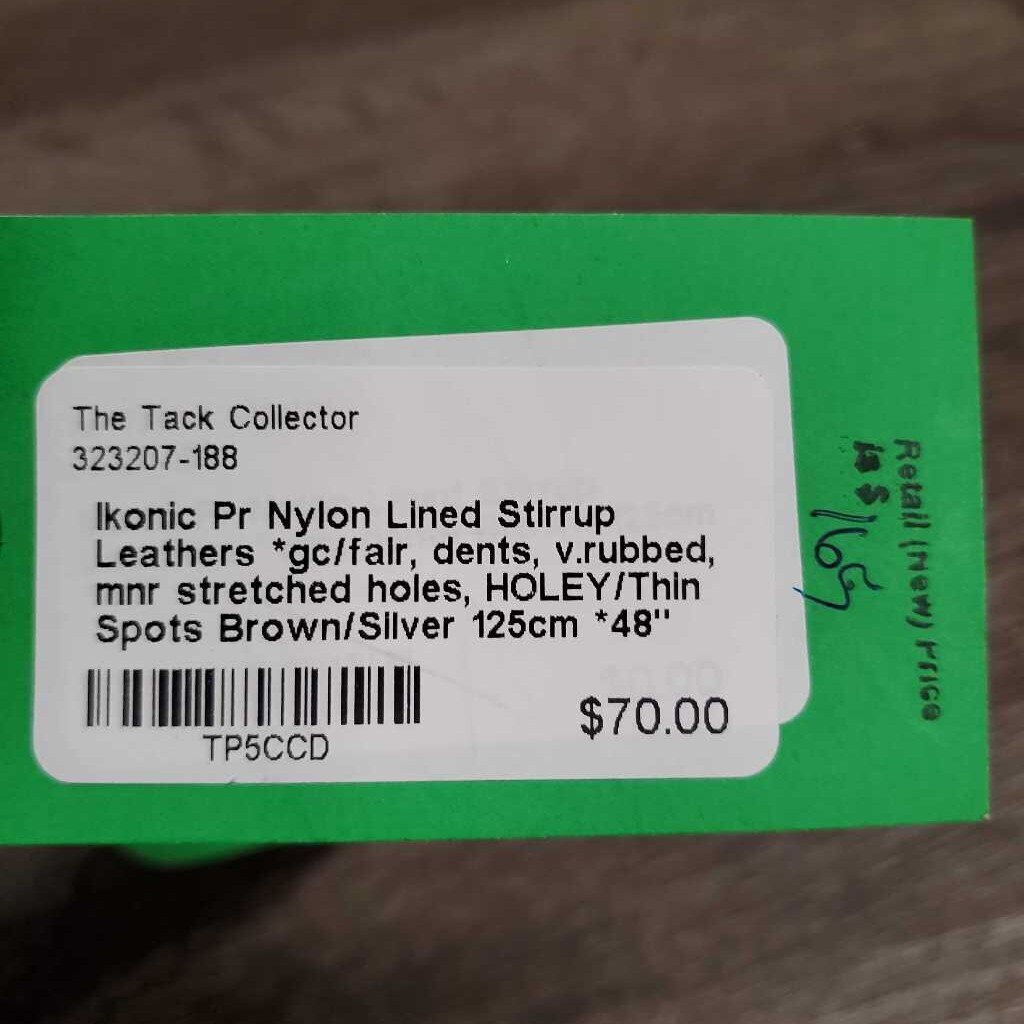 The Tack Collector
323207-188
Ikonic Pr Nylon Lined Stirrup
Leathers *gc/fair, dents, v.rubbed,
mnr stretched holes, HOLEY/Thin
Spots Brown/Silver 125cm *48"
TP5CCD
$70.00
Retail (New) Price
is $